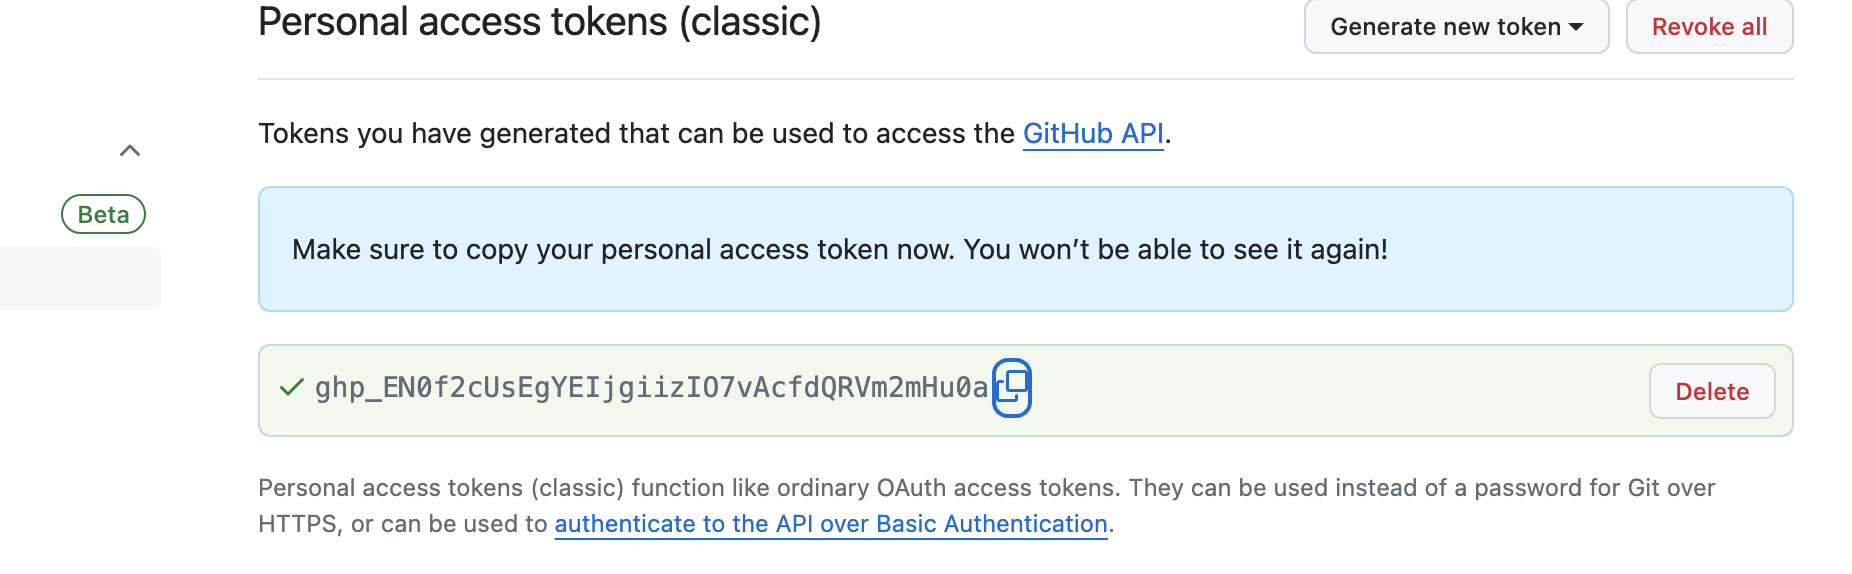 Personal access tokens (classic)
Generate new token
Revoke all
Tokens you have generated that can be used to access the GitHub API.
Beta
Make sure to copy your personal access token now. You won’t be able to see it again!
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
Delete
Personal access tokens (classic) function like ordinary OAuth access tokens. They can be used instead of a password for Git over
HTTPS, or can be used to authenticate to the API over Basic Authentication.